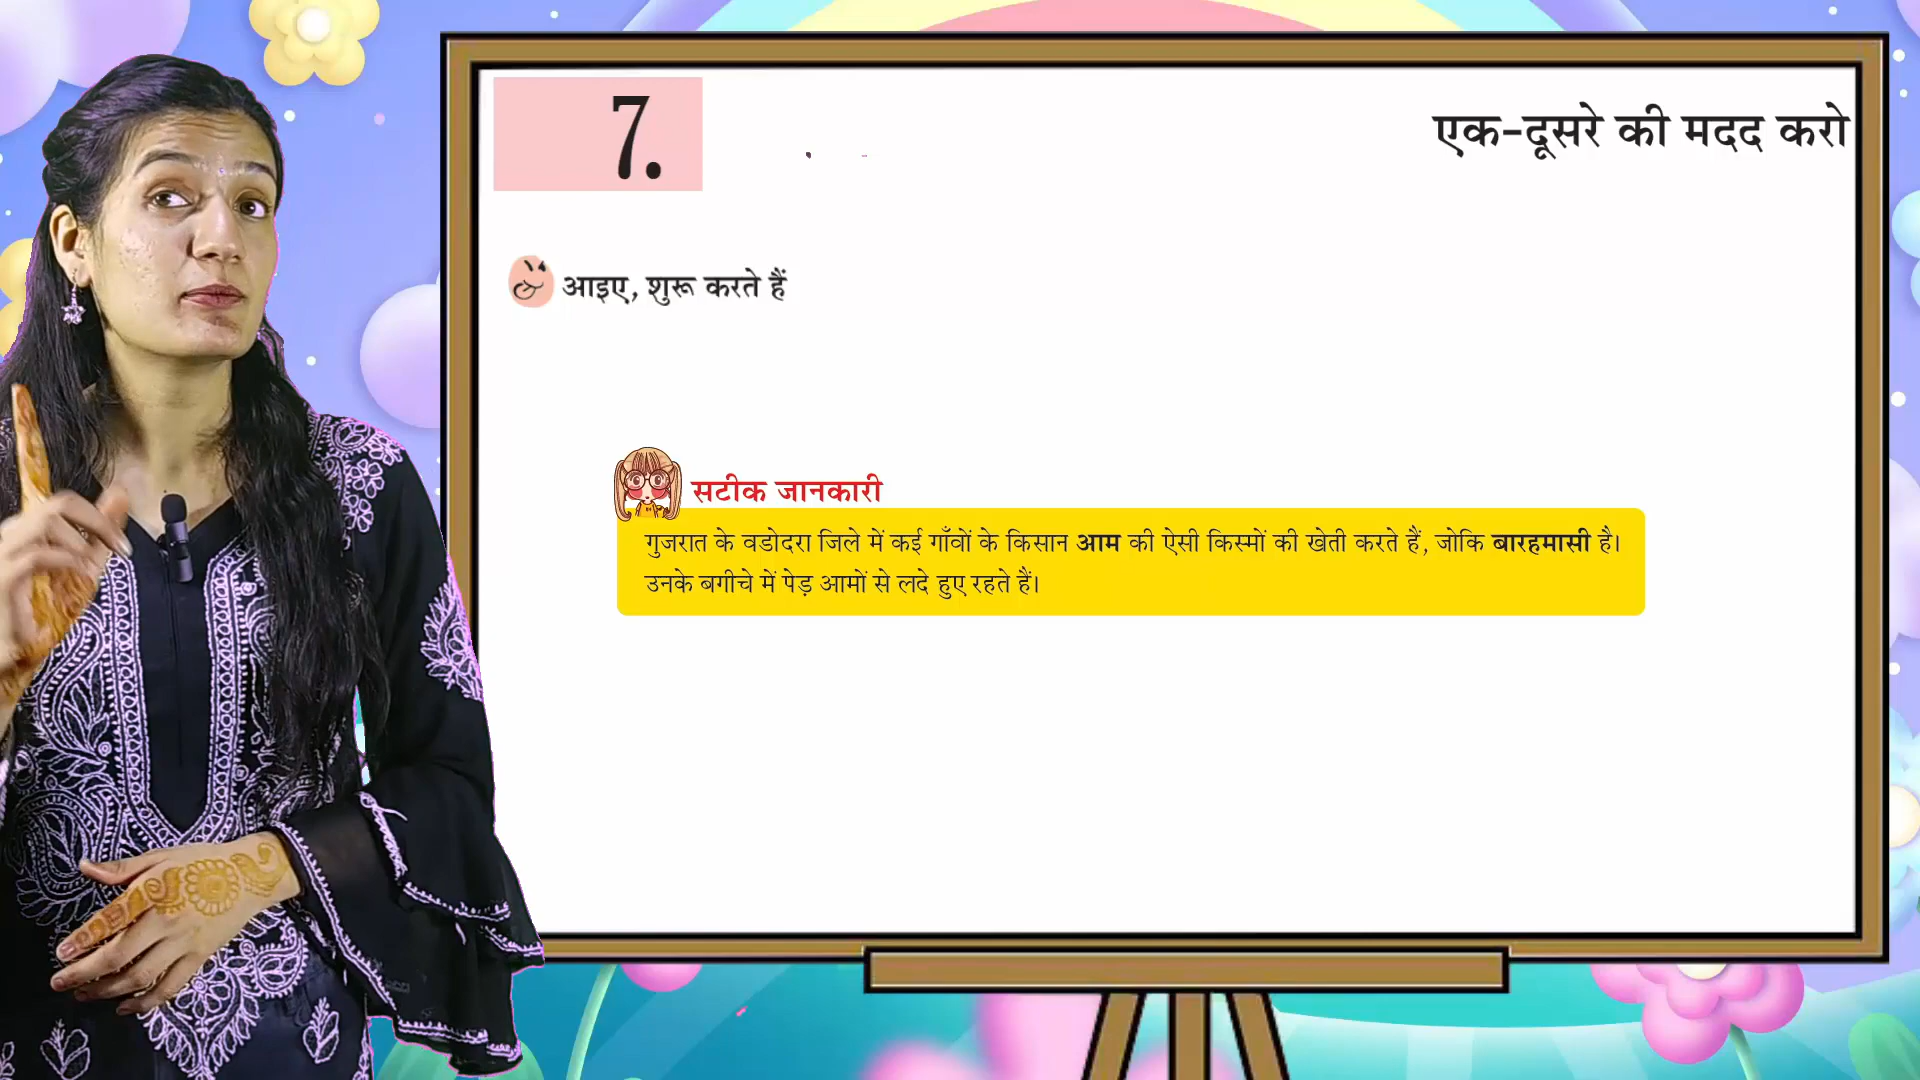 7.
एक-दूसरे की मदद करो
आइए, शुरू करते हैं
सटीक जानकारी
गुजरात के वडोदरा जिले में कई गाँवों के किसान आम की ऐसी किस्मों की खेती करते हैं, जोकि बारहमासी है।
उनके बगीचे में पेड़ आमों से लदे हुए रहते हैं।